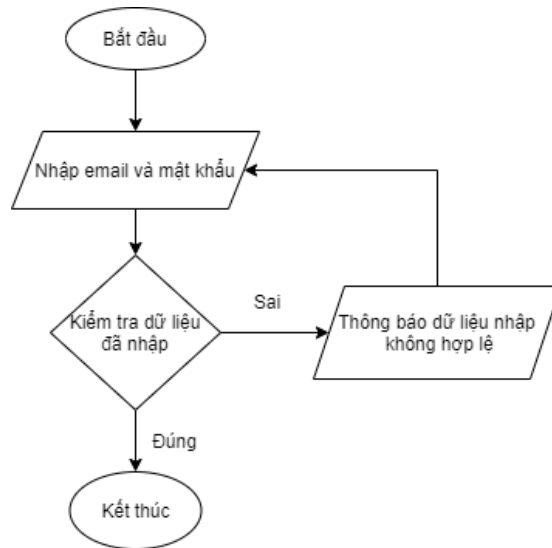 Bắt đầu
Nhập email và mật khẩu
Kiểm tra dữ liệu
đã nhập
Sai
Thông báo dữ liệu nhập
không hợp lệ
Đúng
Kết thúc